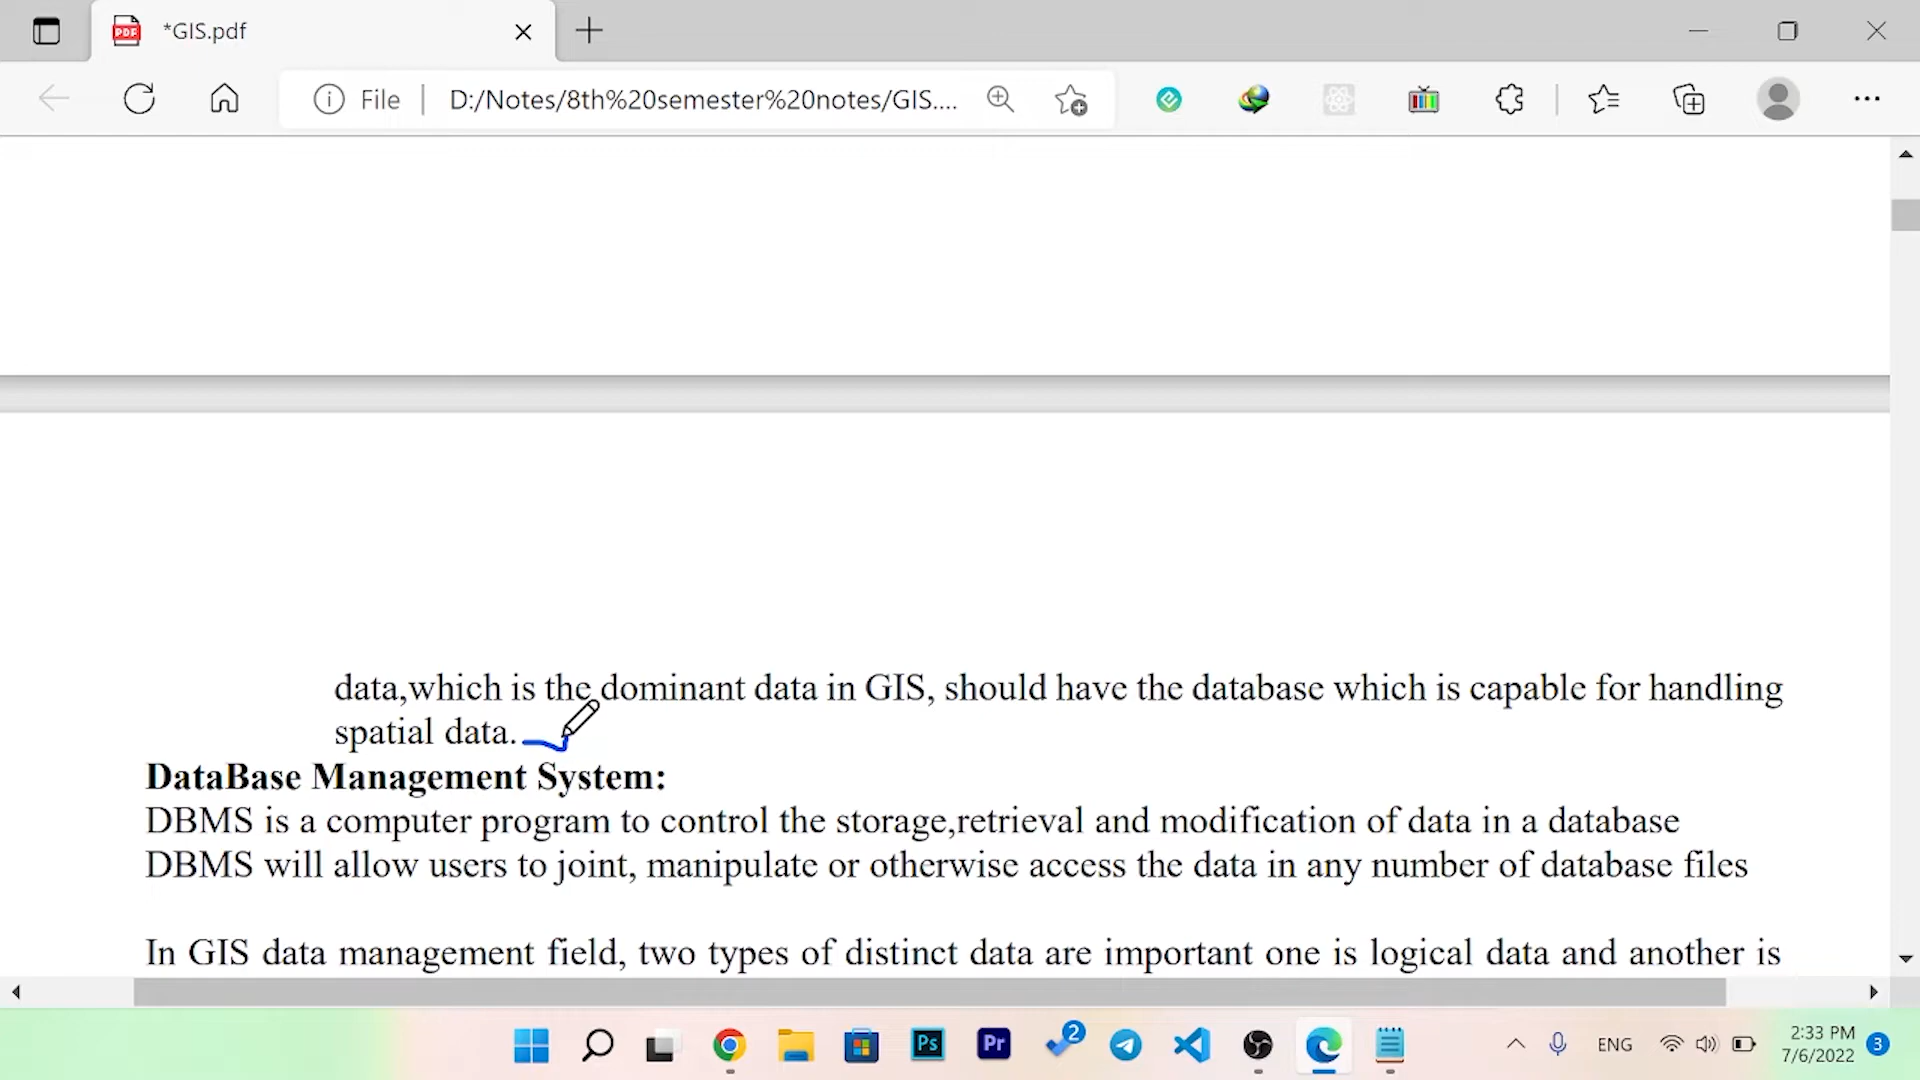 *GIS.pdf
File
D:/Notes/8th%20semester%20notes/GIS....
data,which is the dominant data in GIS, should have the database which is capable for handling
spatial data.
DataBase Management System:
DBMS is a computer program to control the storage,retrieval and modification of data in a database
DBMS will allow users to joint, manipulate or otherwise access the data in any number of database files
In GIS data management field, two types of distinct data are important one is logical data and another is
Ps
Pr
2
ENG
2:33 PM
7/6/2022
3